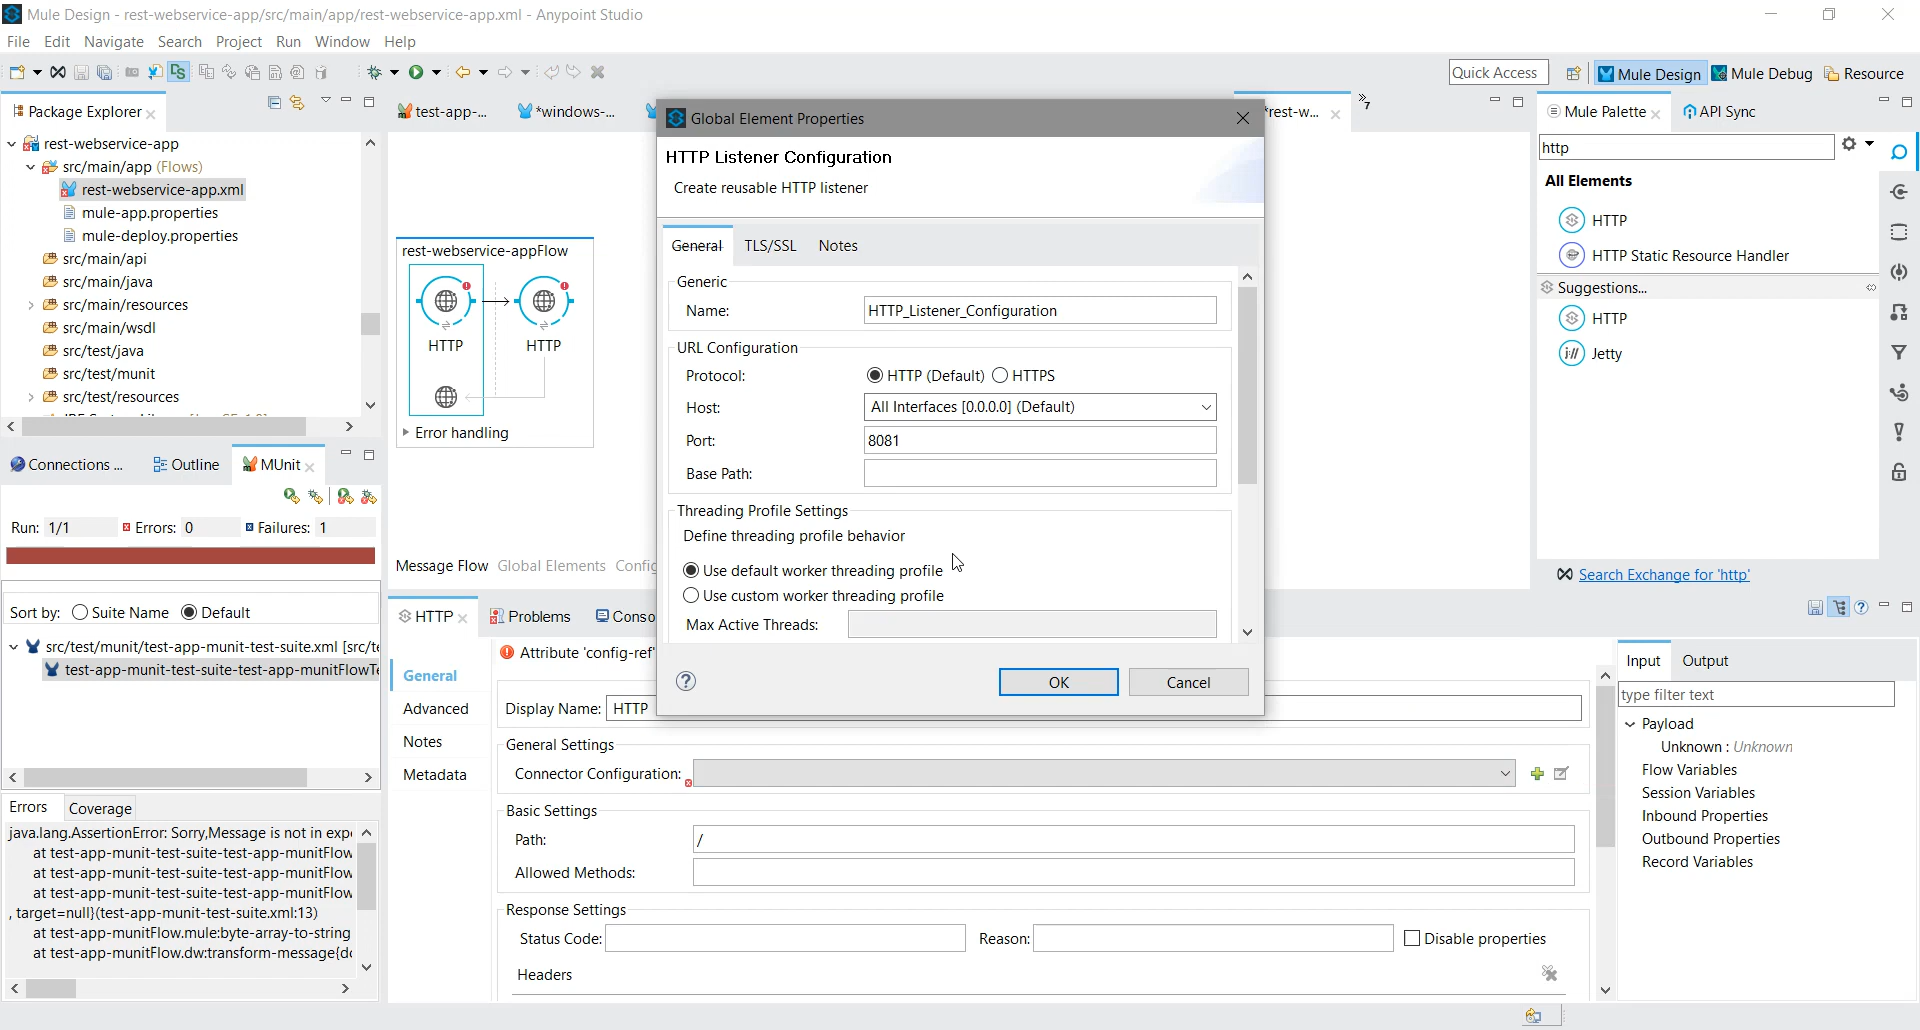 Mule Design - rest-webservice-app/src/main/app/rest-webservice-app.xml - Anypoint Studio
File Edit Navigate Search Project Run Window Help
Quick Access
Mule Design
Mule Debug
Resource
Package Explorer
rest-webservice-app
src/main/app (Flows)
rest-webservice-app.xml
mule-app.properties
mule-deploy.properties
src/main/api
src/main/java
src/main/resources
src/main/wsdl
src/test/java
src/test/munit
src/test/resources
Connections ...
Outline
MUnit
Run: 1/1
Errors: 0
Failures: 1
Sort by: Suite Name Default
src/test/munit/test-app-munit-test-suite.xml [src/te
test-app-munit-test-suite-test-app-munitFlowTe
Errors
Coverage
java.lang.AssertionError: Sorry,Message is not in expe
at test-app-munit-test-suite-test-app-munitFlow
at test-app-munit-test-suite-test-app-munitFlow
at test-app-munit-test-suite-test-app-munitFlow
, target=null}(test-app-munit-test-suite.xml:13)
at test-app-munitFlow.mule:byte-array-to-string
at test-app-munitFlow.dw:transform-message{do
test-app-...
*windows-...
*rest-w...
7
rest-webservice-appFlow
HTTP
HTTP
Error handling
Message Flow Global Elements Config
Global Element Properties
HTTP Listener Configuration
Create reusable HTTP listener
General TLS/SSL Notes
Generic
Name: HTTP_Listener_Configuration
URL Configuration
Protocol: HTTP (Default) HTTPS
Host: All Interfaces [0.0.0.0] (Default)
Port: 8081
Base Path:
Threading Profile Settings
Define threading profile behavior
Use default worker threading profile
Use custom worker threading profile
Max Active Threads:
OK Cancel
HTTP
Problems
Conso
General
Advanced
Notes
Metadata
Attribute 'config-ref'
Display Name: HTTP
General Settings
Connector Configuration:
Basic Settings
Path: /
Allowed Methods:
Response Settings
Status Code:
Reason:
Disable properties
Headers
Mule Palette
API Sync
http
All Elements
HTTP
HTTP Static Resource Handler
Suggestions...
HTTP
Jetty
Search Exchange for 'http'
Input Output
type filter text
Payload
Unknown : Unknown
Flow Variables
Session Variables
Inbound Properties
Outbound Properties
Record Variables